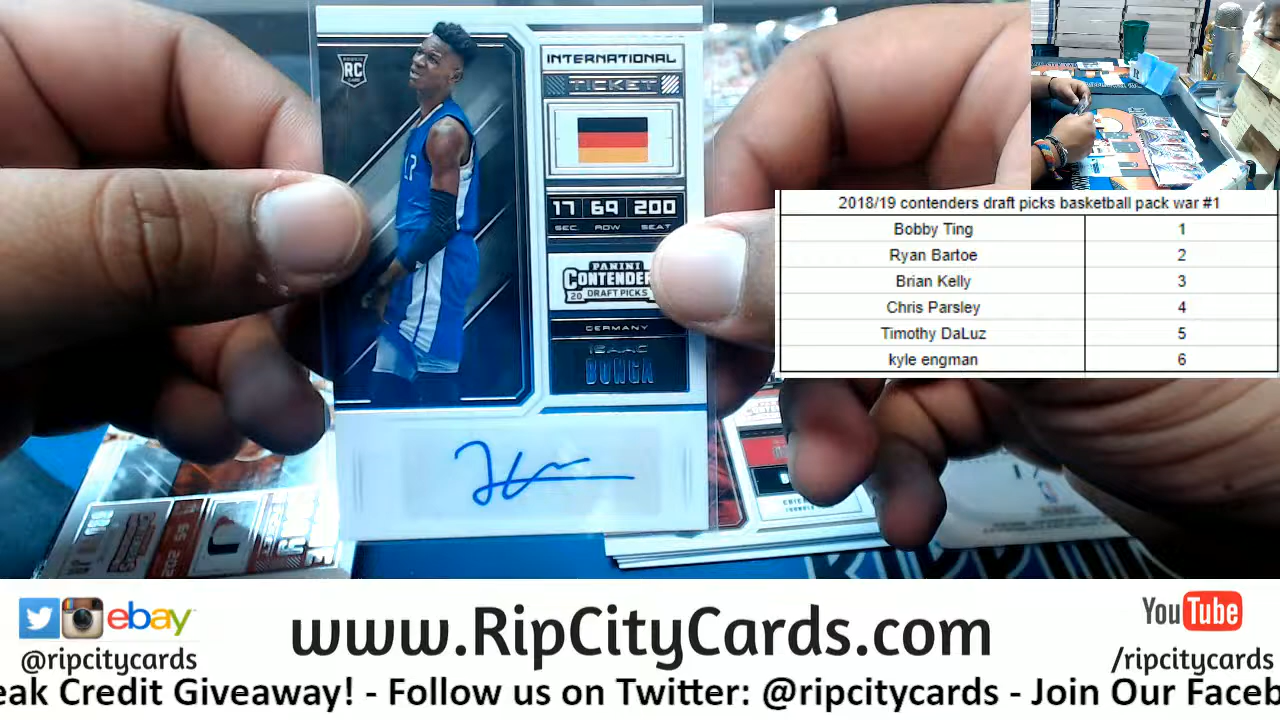 RC
INTERNATIONAL
TICKET
17 69 200
SEC. ROW SEAT
PANINI
CONTENDER
20 DRAFT PICKS
GERMANY
ISAAC
BONGA
17
2018/19 contenders draft picks basketball pack war #1
Bobby Ting 1
Ryan Bartoe 2
Brian Kelly 3
Chris Parsley 4
Timothy DaLuz 5
kyle engman 6
ebay
@ripcitycards
www.RipCityCards.com
YouTube
/ripcitycards
eak Credit Giveaway! - Follow us on Twitter: @ripcitycards - Join Our Faceb